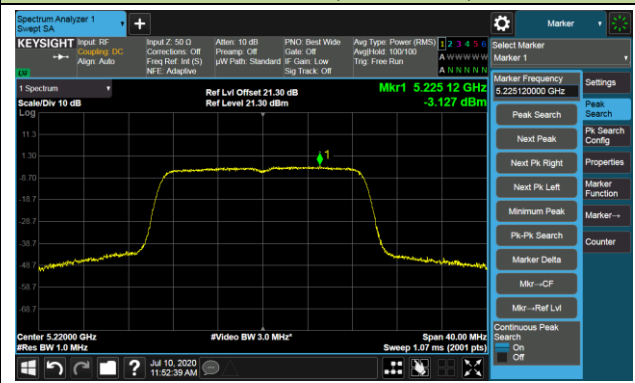 Spectrum Analyzer 1
Swept SA
Marker
KEYSIGHT
Input: RF
Coupling: DC
Align: Auto
Input Z: 50 Ω
Corrections: Off
Freq Ref: Int (S)
NFE: Adaptive
Atten: 10 dB
Preamp: Off
µW Path: Standard
PNO: Best Wide
Gate: Off
IF Gain: Low
Sig Track: Off
Avg Type: Power (RMS)
Avg|Hold: 100/100
Trig: Free Run
1 2 3 4 5 6
A W W W W W
A N N N N N
Select Marker
Marker 1
1 Spectrum
Scale/Div 10 dB
Log
Ref Lvl Offset 21.30 dB
Ref Level 21.30 dBm
Mkr1 5.225 12 GHz
-3.127 dBm
11.3
1.30
-8.70
-18.7
-28.7
-38.7
-48.7
-58.7
-68.7
1
Center 5.22000 GHz
#Res BW 1.0 MHz
#Video BW 3.0 MHz*
Span 40.00 MHz
Sweep 1.07 ms (2001 pts)
Marker Frequency
5.225120000 GHz
Peak Search
Next Peak
Next Pk Right
Next Pk Left
Minimum Peak
Pk-Pk Search
Marker Delta
Mkr→CF
Mkr→Ref Lvl
Continuous Peak
Search
On
Off
Settings
Peak
Search
Pk Search
Config
Properties
Marker
Function
Marker→
Counter
Jul 10, 2020
11:52:39 AM